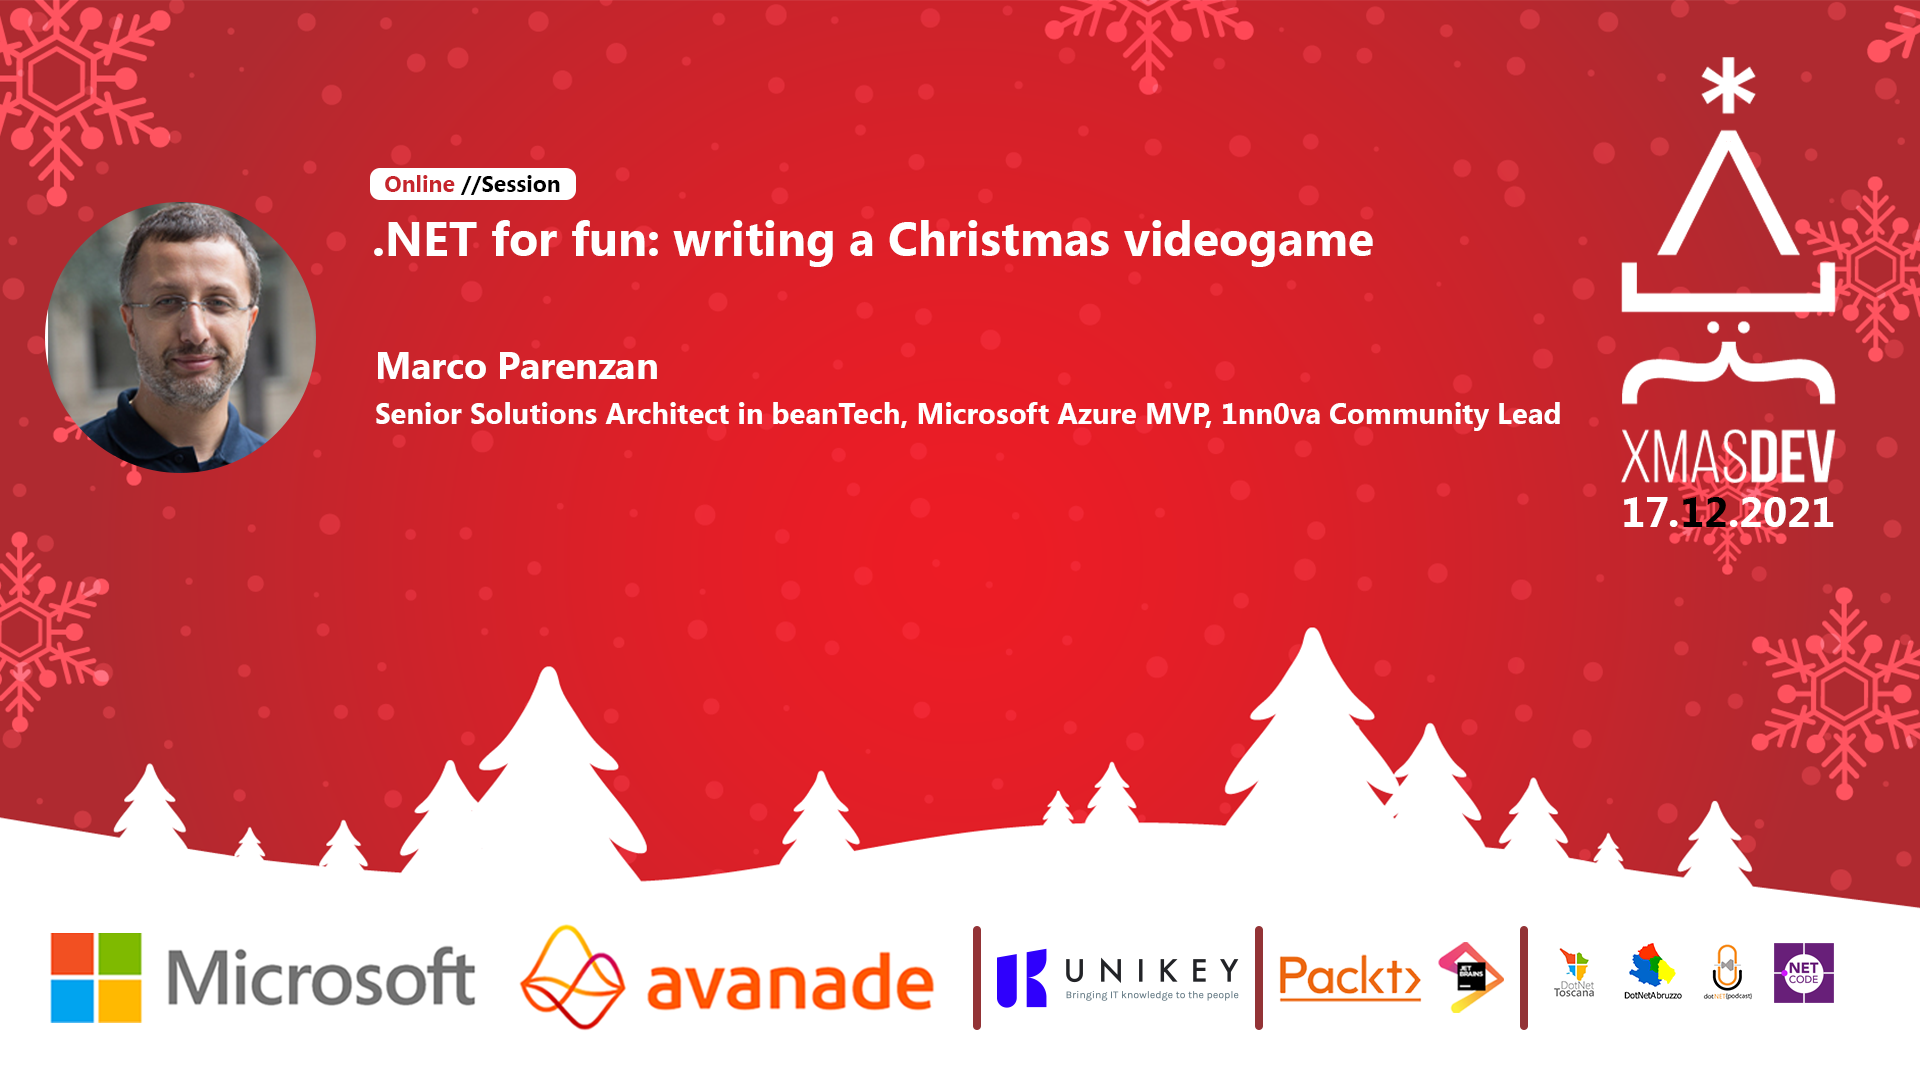 Online //Session
.NET for fun: writing a Christmas videogame
Marco Parenzan
Senior Solutions Architect in beanTech, Microsoft Azure MVP, 1nn0va Community Lead
XMASDEV
17.12.2021
Microsoft
avanade
UNIKEY
Bringing IT knowledge to the people
Packt>
JET
BRAINS
DotNet
Toscana
DotNetAbruzzo
dotNET{podcast}
.NET
CODE